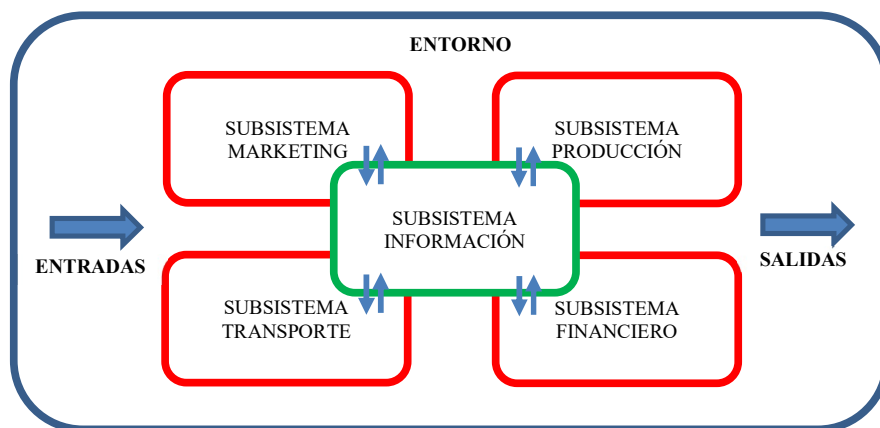 ENTORNO
SUBSISTEMA
MARKETING
SUBSISTEMA
PRODUCCIÓN
SUBSISTEMA
INFORMACIÓN
ENTRADAS
SALIDAS
SUBSISTEMA
TRANSPORTE
SUBSISTEMA
FINANCIERO